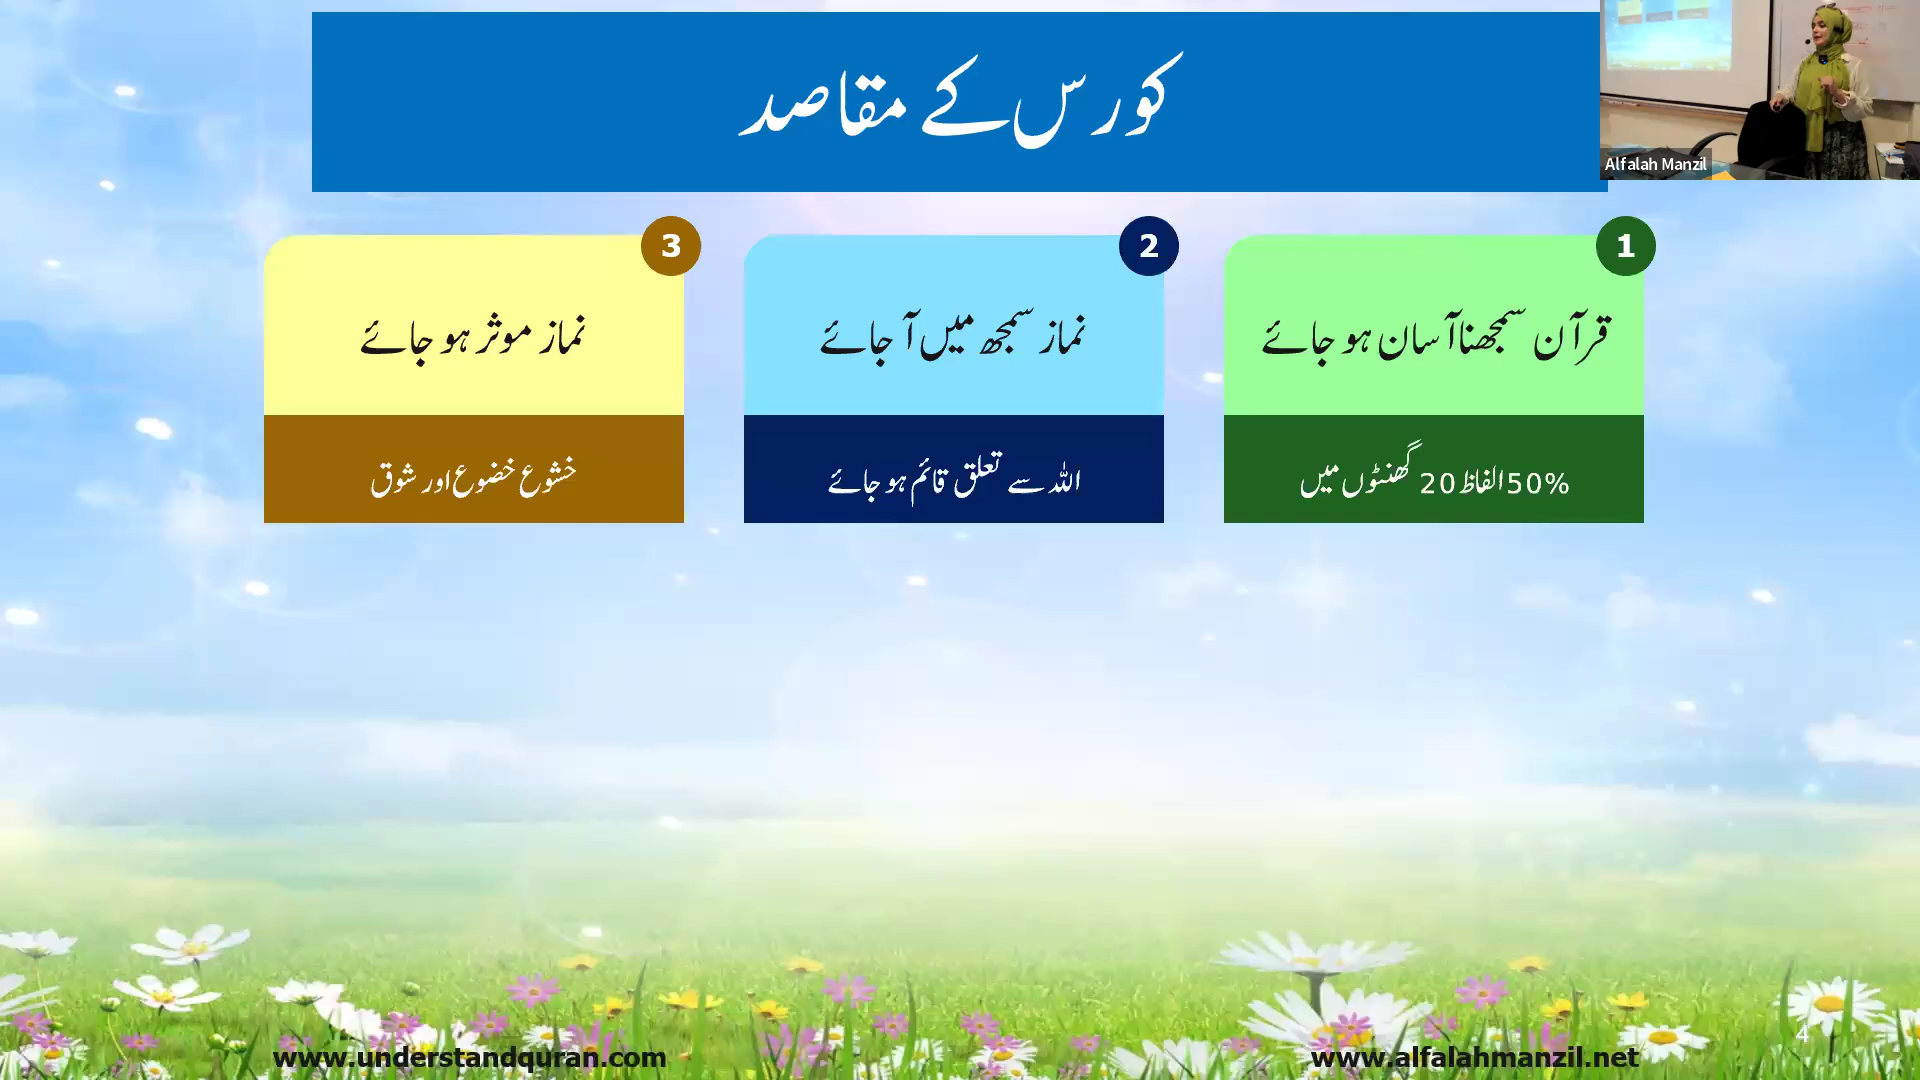 کورس کے مقاصد
Alfalah Manzil
1
قرآن سمجھنا آسان ہو جائے
50% الفاظ 20 گھنٹوں میں
2
نماز سمجھ میں آ جائے
اللہ سے تعلق قائم ہو جائے
3
نماز موثر ہو جائے
خشوع خضوع اور شوق
4
www.understandquran.com
www.alfalahmanzil.net